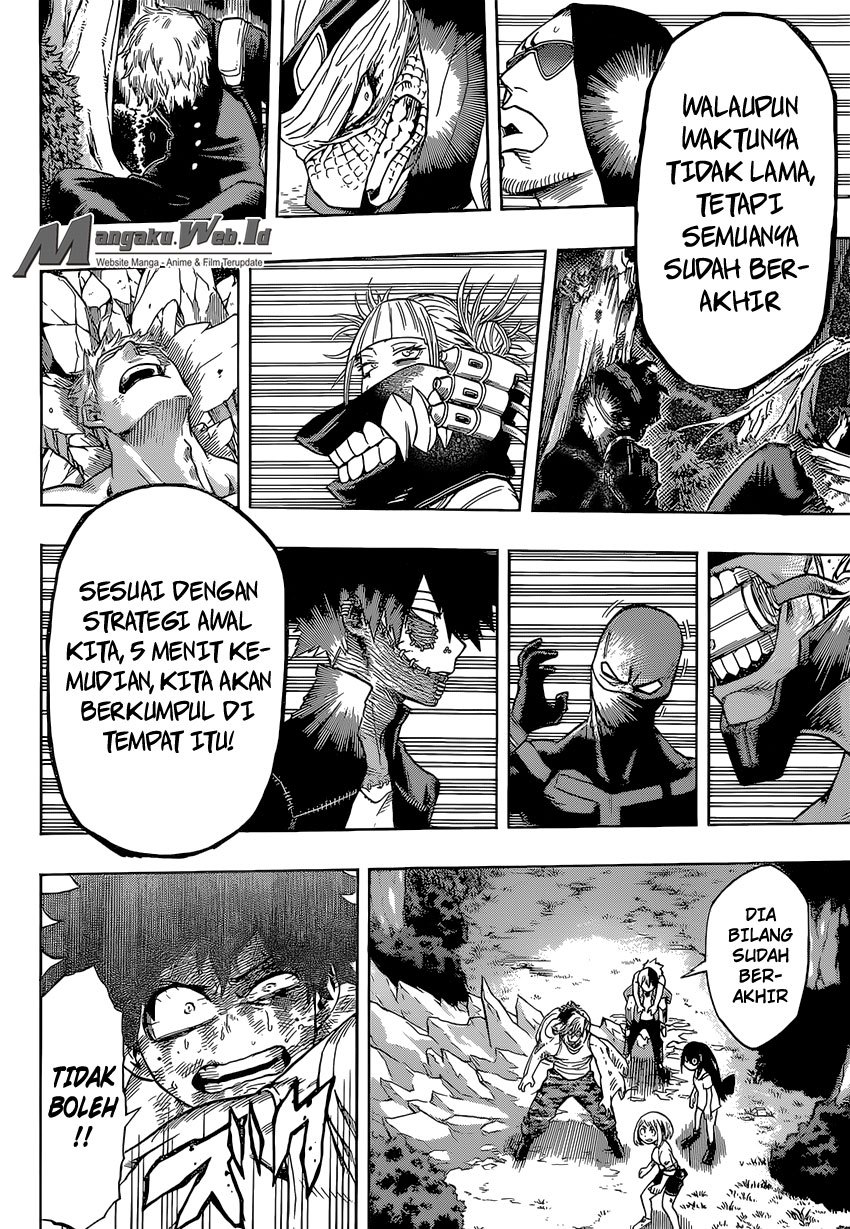 WALAUPUN
WAKTUNYA
TIDAK LAMA,
TETAPI
SEMUANYA
SUDAH BER-
AKHIR
Mangaku.Web.Id
Website Manga - Anime & Film Terupdate
SESUAI DENGAN
STRATEGI AWAL
KITA, 5 MENIT KE-
MUDIAN, KITA AKAN
BERKUMPUL DI
TEMPAT ITU!
DIA
BILANG
SUDAH
BER-
AKHIR
TIDAK
BOLEH
!!